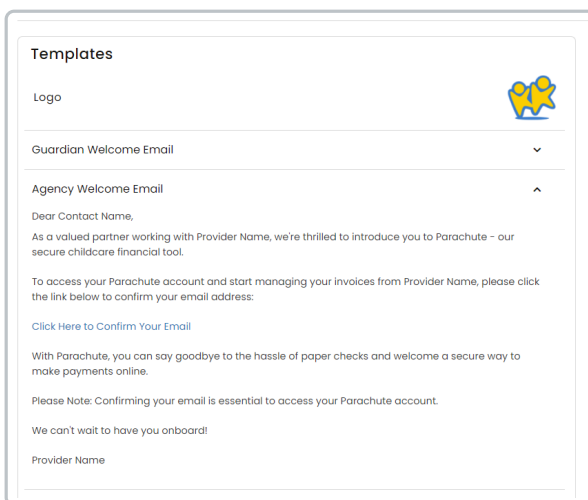 Templates
Logo
Guardian Welcome Email
Agency Welcome Email
Dear Contact Name,
As a valued partner working with Provider Name, we're thrilled to introduce you to Parachute - our
secure childcare financial tool.
To access your Parachute account and start managing your invoices from Provider Name, please click
the link below to confirm your email address:
Click Here to Confirm Your Email
With Parachute, you can say goodbye to the hassle of paper checks and welcome a secure way to
make payments online.
Please Note: Confirming your email is essential to access your Parachute account.
We can't wait to have you onboard!
Provider Name